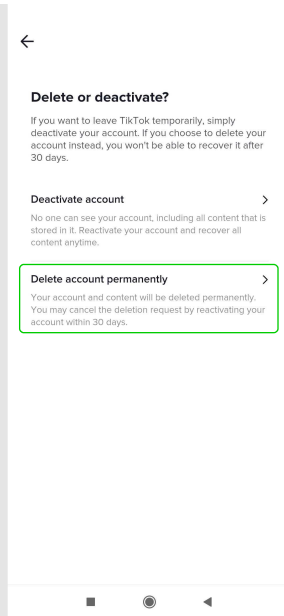 Delete or deactivate?
If you want to leave TikTok temporarily, simply
deactivate your account. If you choose to delete your
account instead, you won't be able to recover it after
30 days.
Deactivate account
No one can see your account, including all content that is
stored in it. Reactivate your account and recover all
content anytime.
Delete account permanently
Your account and content will be deleted permanently.
You may cancel the deletion request by reactivating your
account within 30 days.